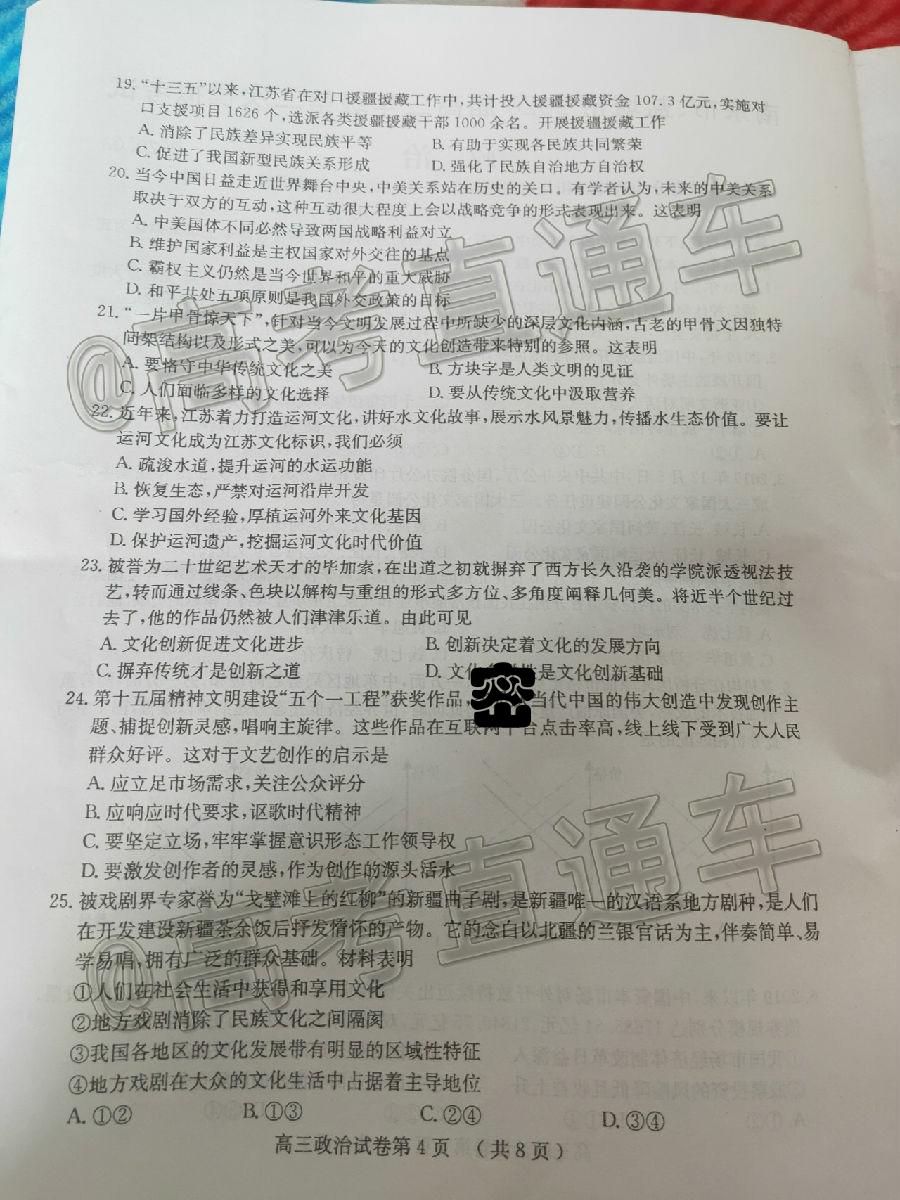 19. “十三五”以来,江苏省在对口援疆援藏工作中,共计投入援疆援藏资金 107.3 亿元,实施对
口支援项目 1626 个,选派各类援疆援藏干部 1000 余名。开展援疆援藏工作
A. 消除了民族差异实现民族平等 B. 有助于实现各民族共同繁荣
C. 促进了我国新型民族关系形成 D. 强化了民族自治地方自治权
20. 当今中国日益走近世界舞台中央,中美关系站在历史的关口。有学者认为,未来的中美关系
取决于双方的互动,这种互动很大程度上会以战略竞争的形式表现出来。这表明
A. 中美国体不同必然导致两国战略利益对立
B. 维护国家利益是主权国家对外交往的基点
C. 霸权主义仍然是当今世界和平的重大威胁
D. 和平共处五项原则是我国外交政策的目标
21. “一片甲骨惊天下”,针对当今文明发展过程中所缺少的深层文化内涵,古老的甲骨文因独特
间架结构以及形式之美,可以为今天的文化创造带来特别的参照。这表明
A. 要恪守中华传统文化之美 B. 方块字是人类文明的见证
C. 人们面临多样的文化选择 D. 要从传统文化中汲取营养
22. 近年来,江苏着力打造运河文化,讲好水文化故事,展示水风景魅力,传播水生态价值。要让
运河文化成为江苏文化标识,我们必须
A. 疏浚水道,提升运河的水运功能
B. 恢复生态,严禁对运河沿岸开发
C. 学习国外经验,厚植运河外来文化基因
D. 保护运河遗产,挖掘运河文化时代价值
23. 被誉为二十世纪艺术天才的毕加索,在出道之初就摒弃了西方长久沿袭的学院派透视法技
艺,转而通过线条、色块以解构与重组的形式多方位、多角度阐释几何美。将近半个世纪过
去了,他的作品仍然被人们津津乐道。由此可见
A. 文化创新促进文化进步 B. 创新决定着文化的发展方向
C. 摒弃传统才是创新之道 D. 文化 是文化创新基础
24. 第十五届精神文明建设“五个一工程”获奖作品, 当代中国的伟大创造中发现创作主
题、捕捉创新灵感,唱响主旋律。这些作品在互联网平台点击率高,线上线下受到广大人民
群众好评。这对于文艺创作的启示是
A. 应立足市场需求,关注公众评分
B. 应响应时代要求,讴歌时代精神
C. 要坚定立场,牢牢掌握意识形态工作领导权
D. 要激发创作者的灵感,作为创作的源头活水
25. 被戏剧界专家誉为“戈壁滩上的红柳”的新疆曲子剧,是新疆唯一的汉语系地方剧种,是人们
在开发建设新疆茶余饭后抒发情怀的产物。它的念白以北疆的兰银官话为主,伴奏简单、易
学易唱,拥有广泛的群众基础。材料表明
①人们在社会生活中获得和享用文化
②地方戏剧消除了民族文化之间隔阂
③我国各地区的文化发展带有明显的区域性特征
④地方戏剧在大众的文化生活中占据着主导地位
A. ①② B. ①③ C. ②④ D. ③④
高三政治试卷第 4 页 (共 8 页)
@高考直通车
@高考直通车